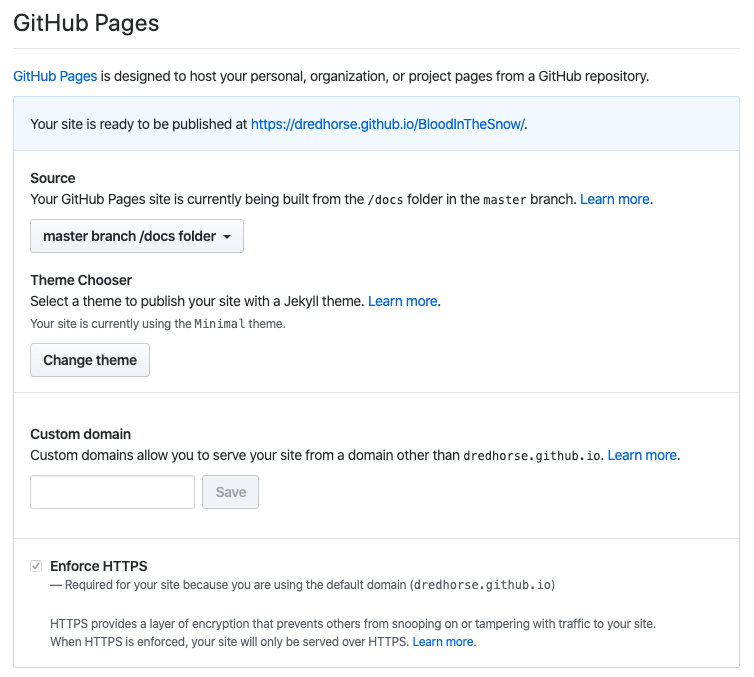 GitHub Pages
GitHub Pages is designed to host your personal, organization, or project pages from a GitHub repository.
Your site is ready to be published at https://dredhorse.github.io/BloodInTheSnow/.
Source
Your GitHub Pages site is currently being built from the /docs folder in the master branch. Learn more.
master branch /docs folder
Theme Chooser
Select a theme to publish your site with a Jekyll theme. Learn more.
Your site is currently using the Minimal theme.
Change theme
Custom domain
Custom domains allow you to serve your site from a domain other than dredhorse.github.io. Learn more.
Save
Enforce HTTPS
— Required for your site because you are using the default domain (dredhorse.github.io)
HTTPS provides a layer of encryption that prevents others from snooping on or tampering with traffic to your site.
When HTTPS is enforced, your site will only be served over HTTPS. Learn more.